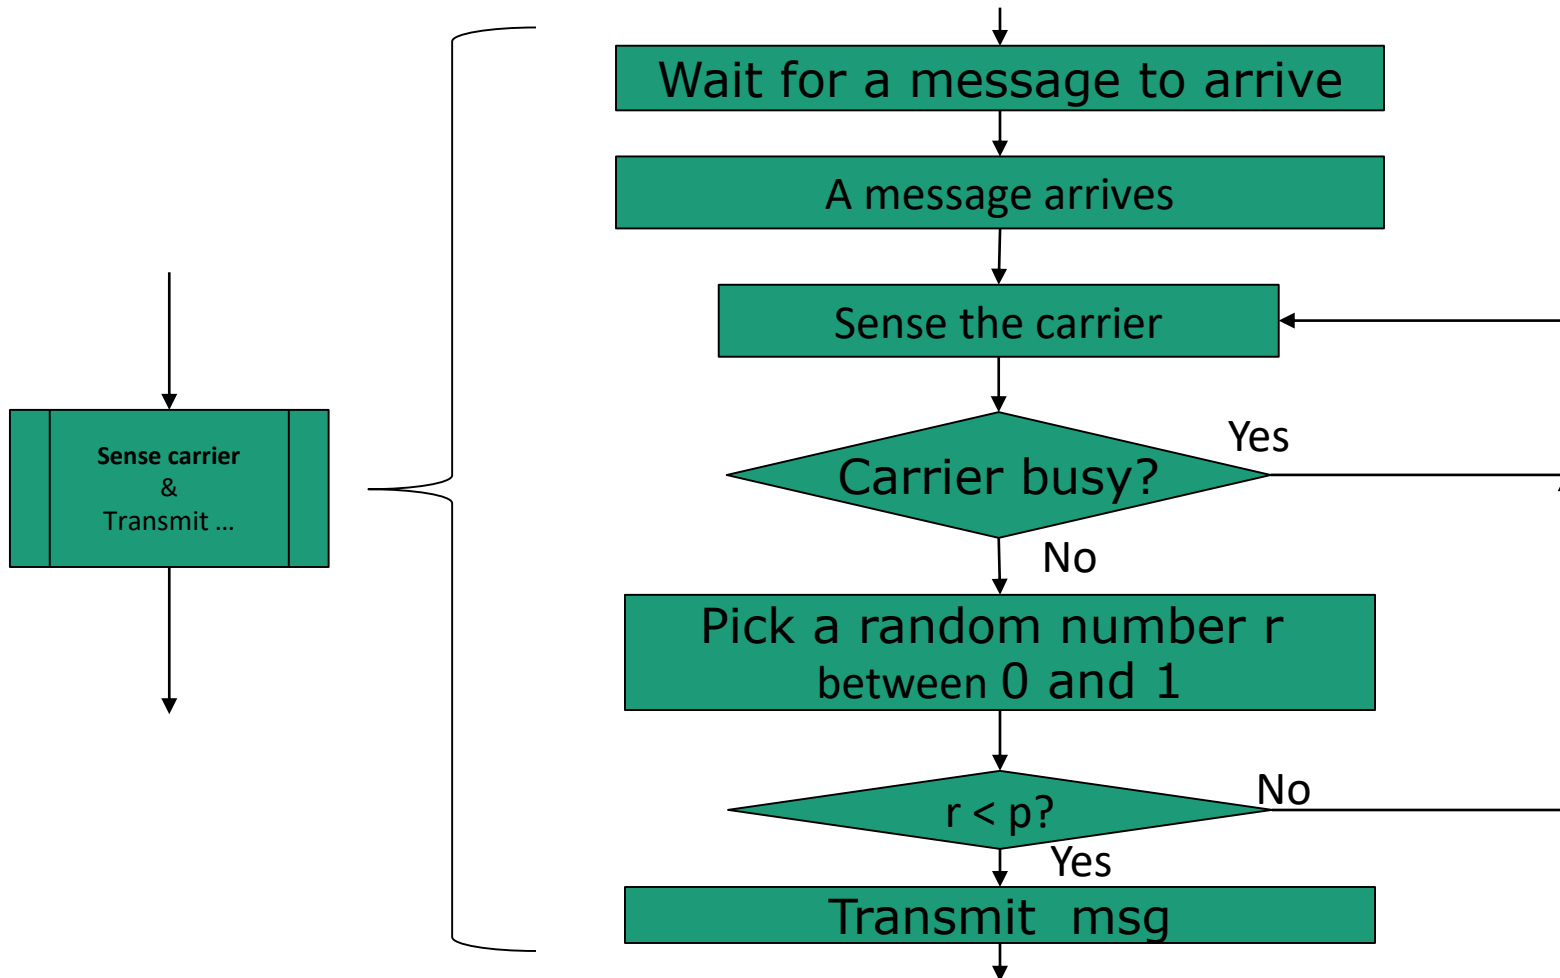 Sense carrier
&
Transmit ...
Wait for a message to arrive
A message arrives
Sense the carrier
Carrier busy?
Yes
No
Pick a random number r
between 0 and 1
r < p?
No
Yes
Transmit msg